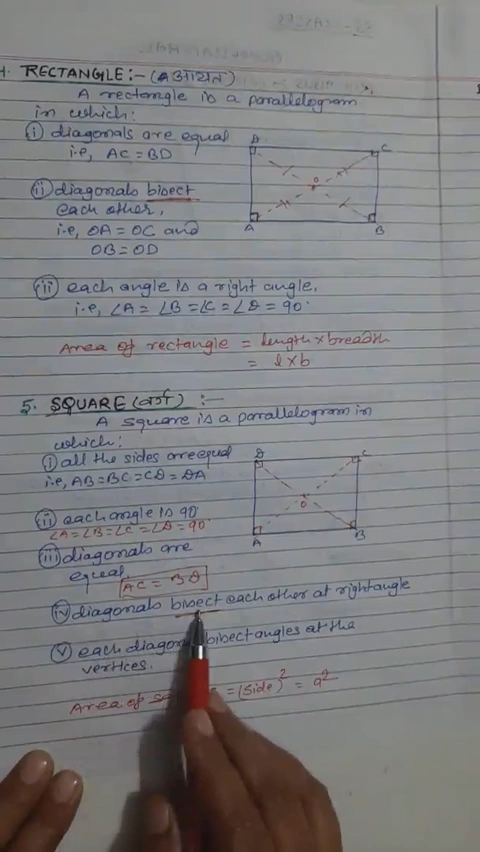 4. RECTANGLE:- (आयत)
A rectangle is a parallelogram
in which:
(i) diagonals are equal
i.e, AC = BD
(ii) diagonals bisect
each other,
i.e, OA = OC and
OB = OD
D C
O
A B
(iii) each angle is a right angle.
i.e, ∠A = ∠B = ∠C = ∠D = 90°
Area of rectangle = length × breadth
= l × b
5. SQUARE (वर्ग) :-
A square is a parallelogram in
which:
(i) all the sides are equal
i.e, AB = BC = CD = DA
(ii) each angle is 90°
∠A = ∠B = ∠C = ∠D = 90°
(iii) diagonals are
equal
AC = BD
D C
O
A B
(iv) diagonals bisect each other at right angle
(v) each diagonal bisect angles at the
vertices.
Area of = (side)² = a²